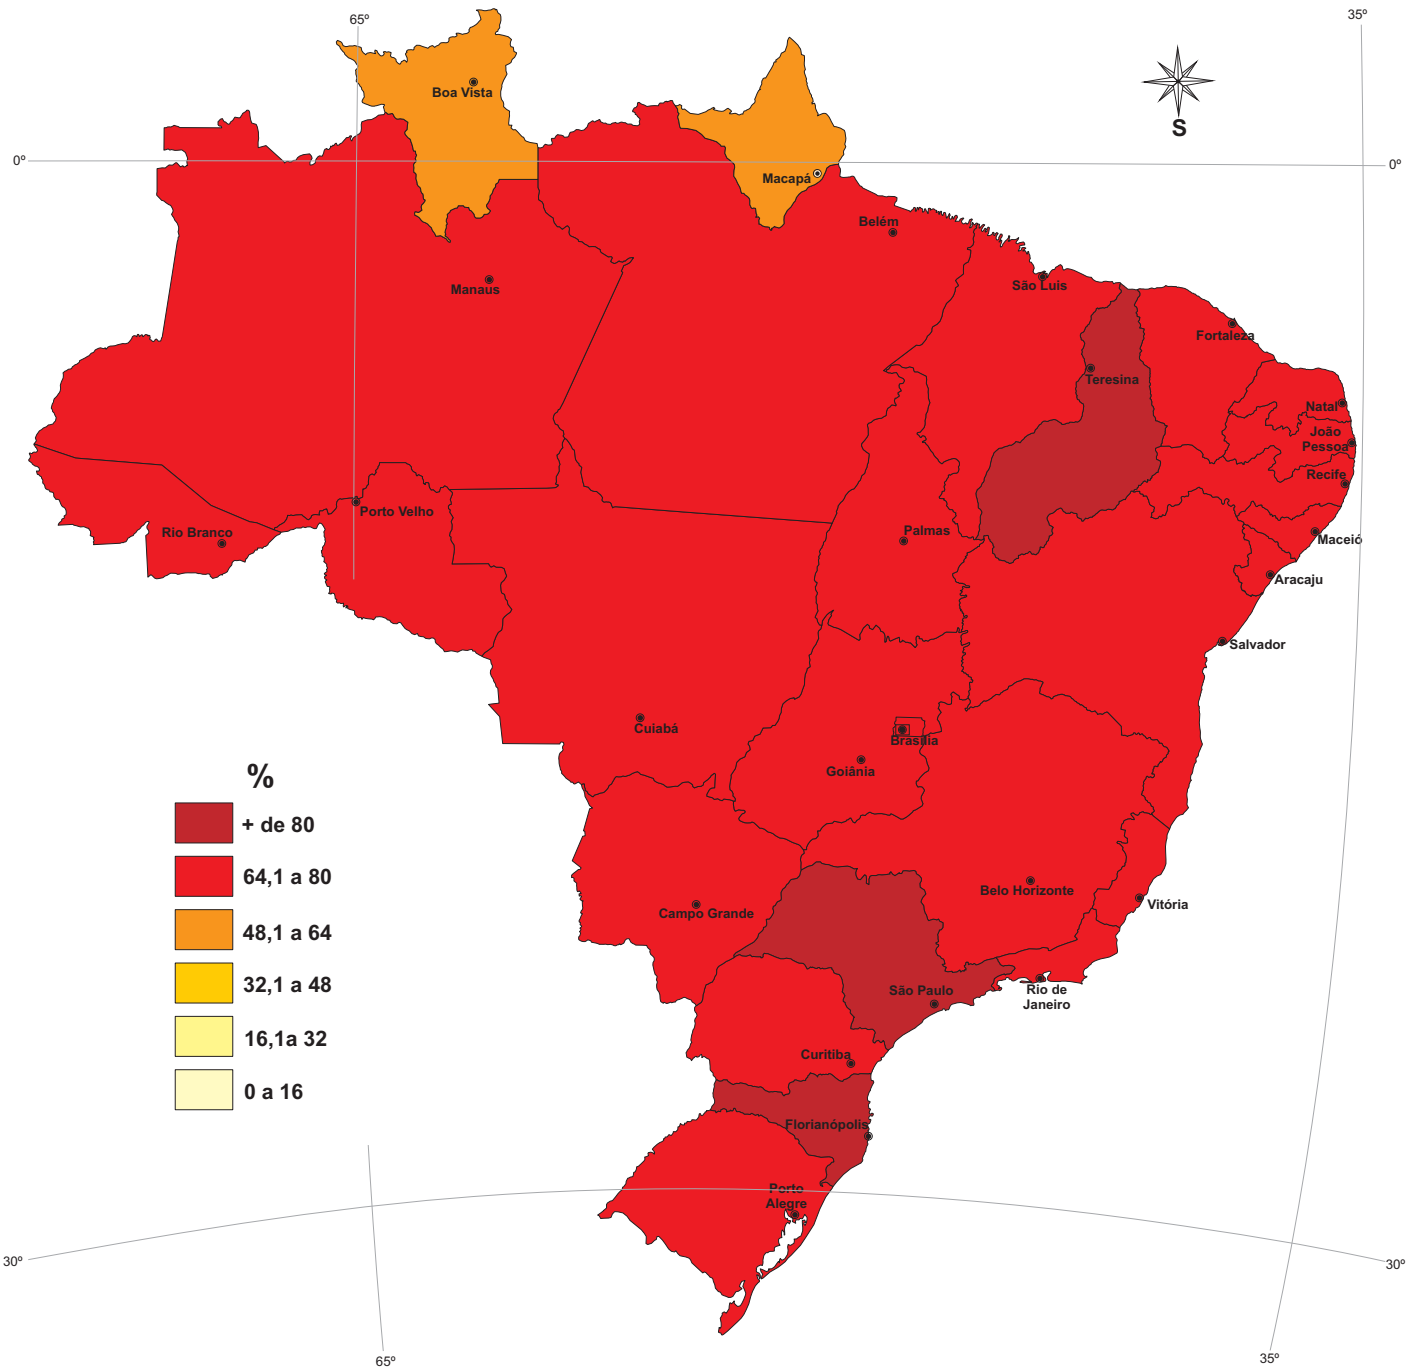 65º
35º
Boa Vista
S
0º
0º
Macapá
Belém
Manaus
São Luis
Fortaleza
Teresina
Natal
João
Pessoa
Recife
Porto Velho
Rio Branco
Palmas
Maceió
Aracaju
Salvador
Cuiabá
Brasília
Goiânia
%
+ de 80
64,1 a 80
48,1 a 64
32,1 a 48
16,1a 32
0 a 16
Belo Horizonte
Vitória
Campo Grande
São Paulo
Rio de
Janeiro
Curitiba
Florianópolis
Porto
Alegre
30º
30º
65º
35º